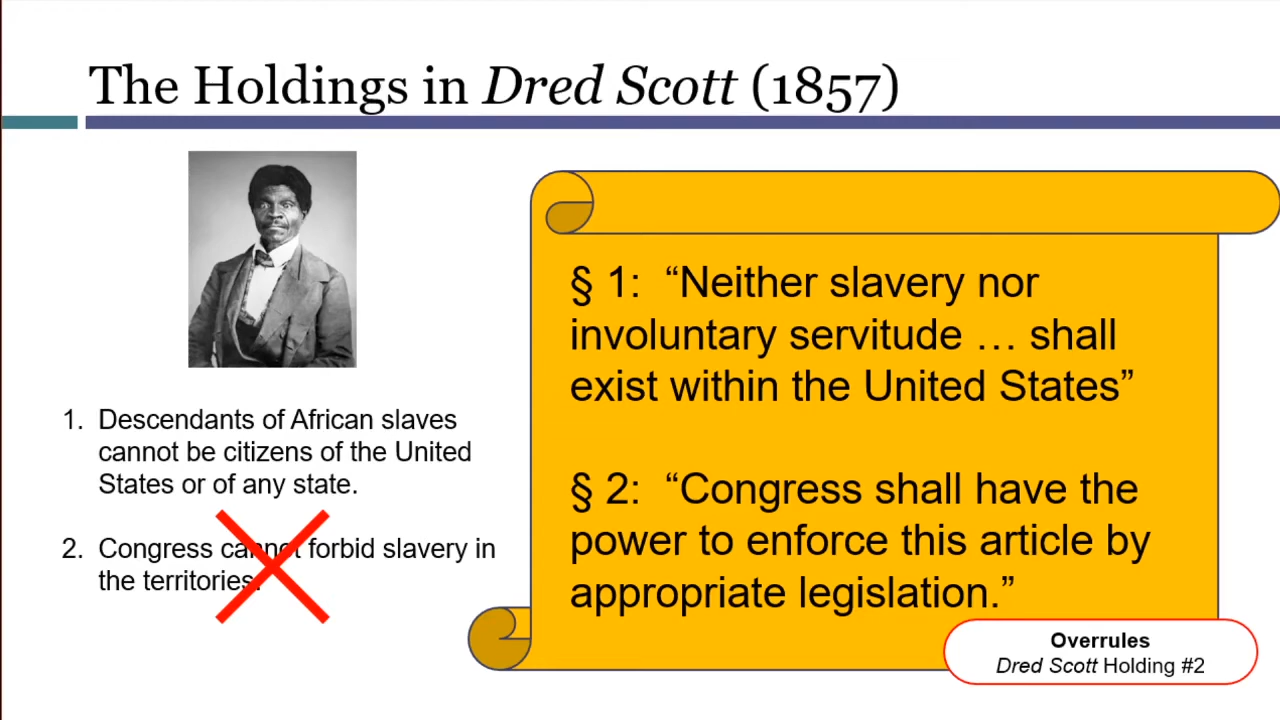 The Holdings in Dred Scott (1857)
1. Descendants of African slaves
cannot be citizens of the United
States or of any state.
2. Congress cannot forbid slavery in
the territories.
§ 1: “Neither slavery nor
involuntary servitude … shall
exist within the United States”
§ 2: “Congress shall have the
power to enforce this article by
appropriate legislation.”
Overrules
Dred Scott Holding #2